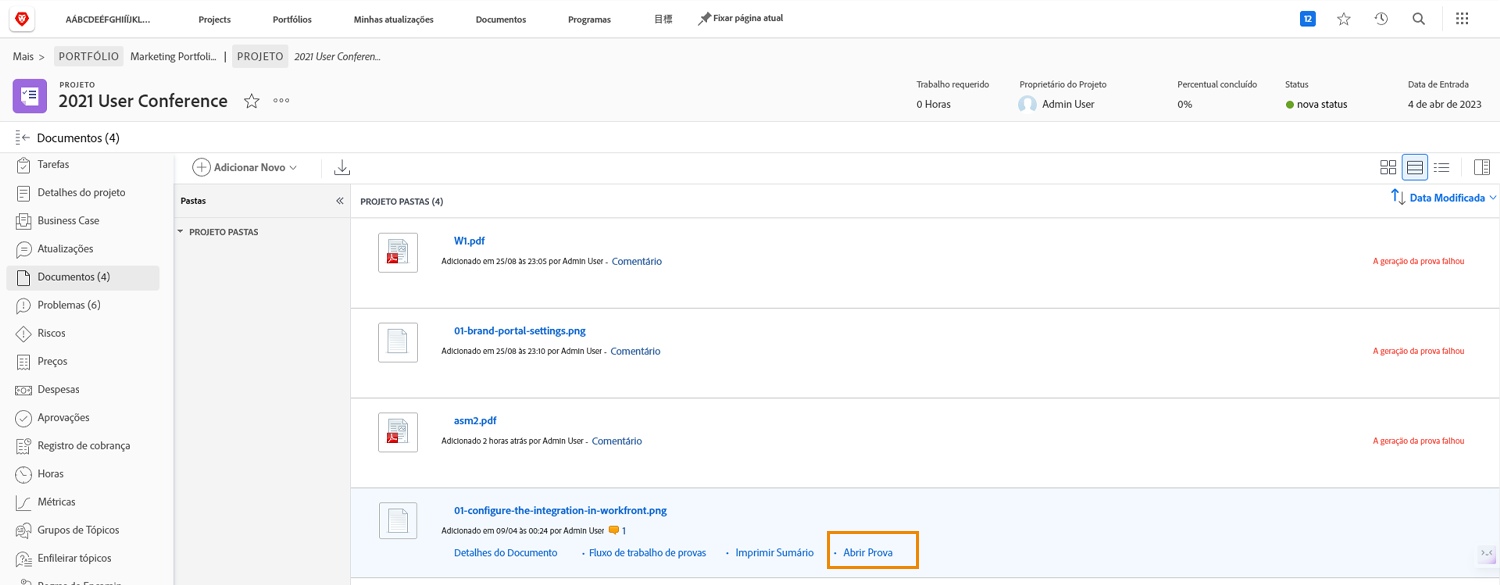 AÁBCDEÉFGHIÍJKL... Projects Portfólios Minhas atualizações Documentos Programas 目標 Fixar página atual 12
Mais > PORTFÓLIO Marketing Portfoli... | PROJETO 2021 User Conferen...
PROJETO
2021 User Conference
Trabalho requerido Proprietário do Projeto Percentual concluído Status Data de Entrada
0 Horas Admin User 0% nova status 4 de abr de 2023
Documentos (4)
Tarefas
Detalhes do projeto
Business Case
Atualizações
Documentos (4)
Problemas (6)
Riscos
Preços
Despesas
Aprovações
Registro de cobrança
Horas
Métricas
Grupos de Tópicos
Enfileirar tópicos
Adicionar Novo
Pastas
PROJETO PASTAS
PROJETO PASTAS (4)
Data Modificada
W1.pdf
Adicionado em 25/08 às 23:05 por Admin User - Comentário
A geração da prova falhou
01-brand-portal-settings.png
Adicionado em 25/08 às 23:10 por Admin User - Comentário
A geração da prova falhou
asm2.pdf
Adicionado 2 horas atrás por Admin User - Comentário
A geração da prova falhou
01-configure-the-integration-in-workfront.png
Adicionado em 09/04 às 00:24 por Admin User 1
Detalhes do Documento • Fluxo de trabalho de provas • Imprimir Sumário • Abrir Prova